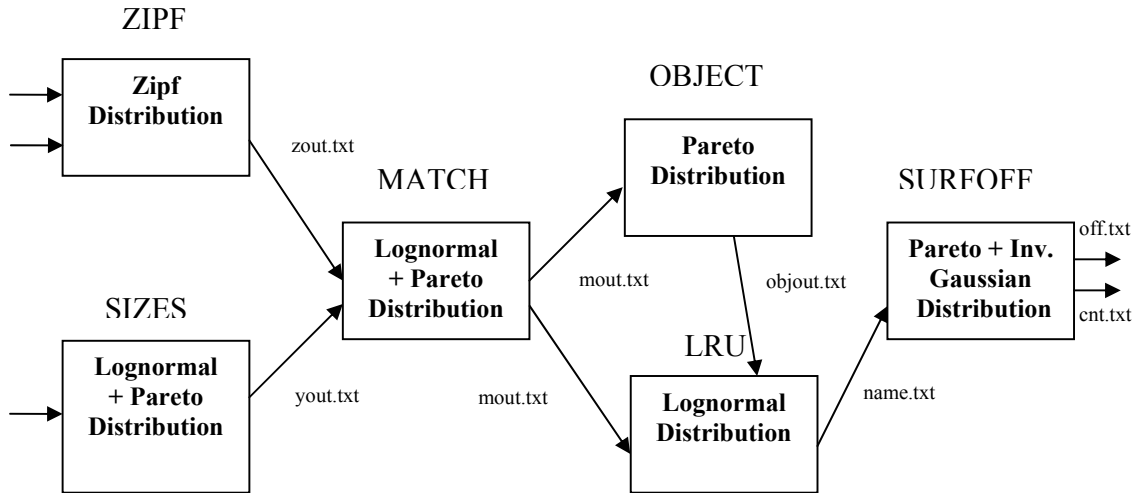 ZIPF
Zipf
Distribution
zout.txt
SIZES
Lognormal
+ Pareto
Distribution
yout.txt
MATCH
Lognormal
+ Pareto
Distribution
mout.txt
mout.txt
OBJECT
Pareto
Distribution
objout.txt
LRU
Lognormal
Distribution
name.txt
SURFOFF
Pareto + Inv.
Gaussian
Distribution
off.txt
cnt.txt